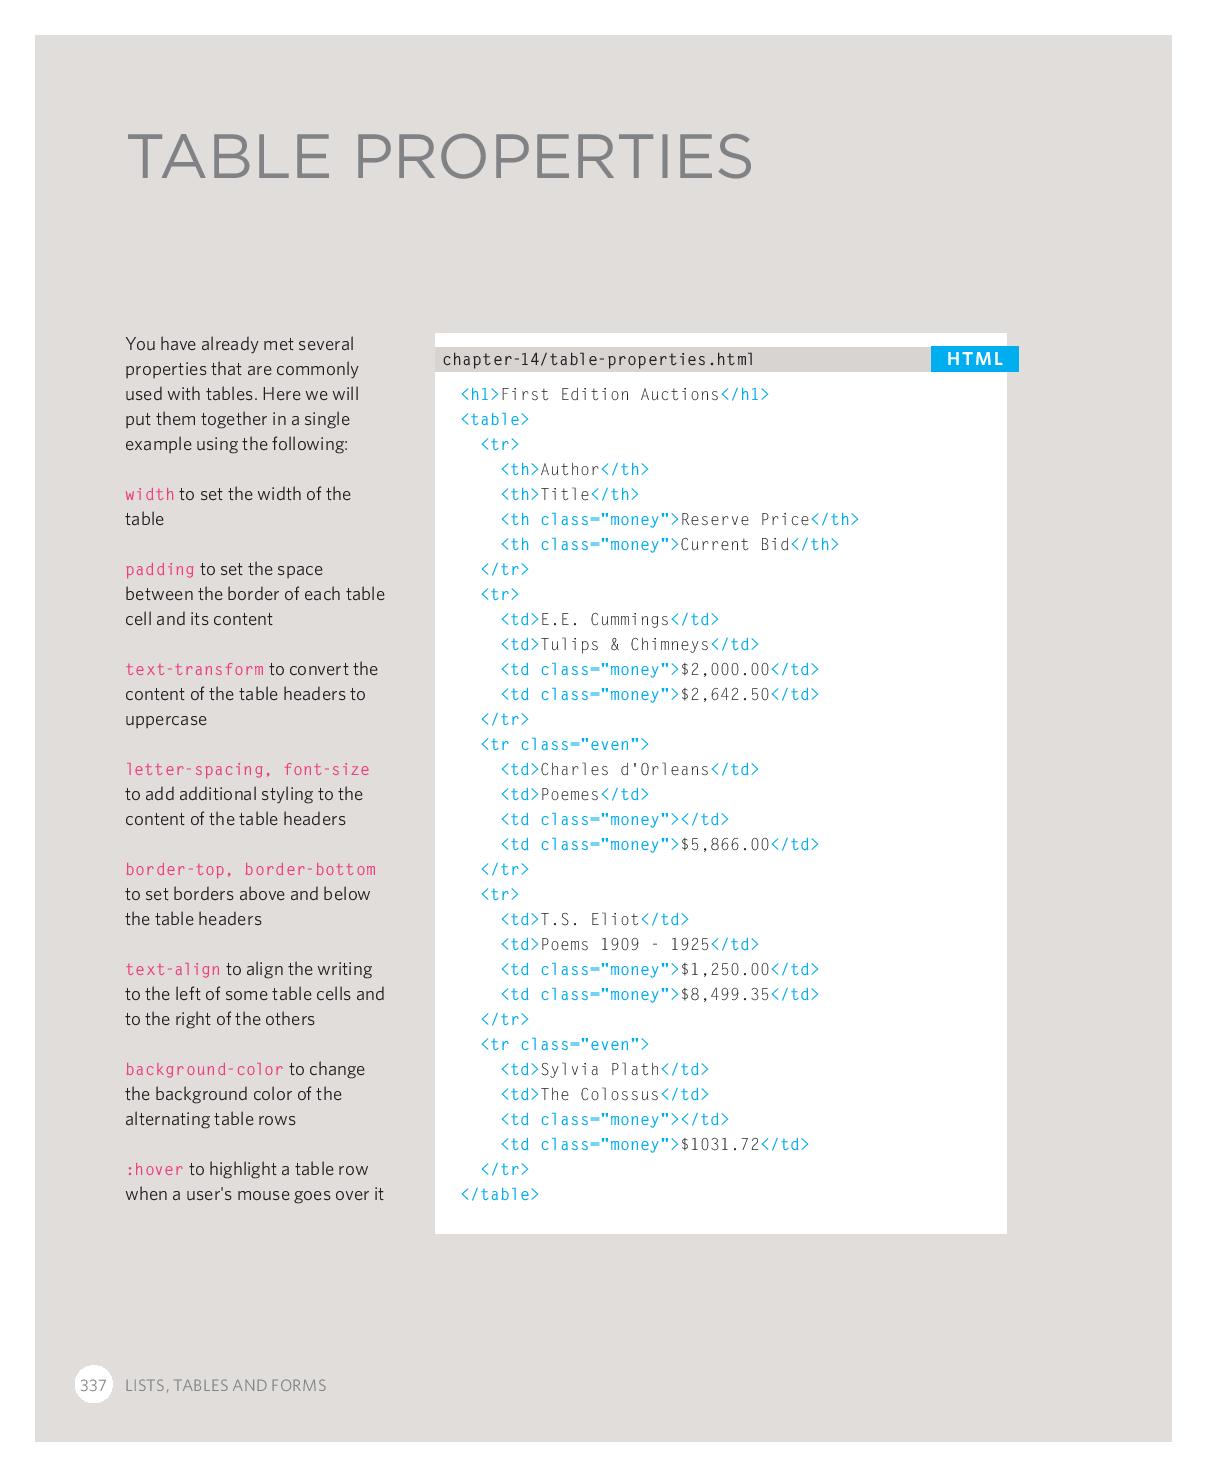 TABLE PROPERTIES
You have already met several
properties that are commonly
used with tables. Here we will
put them together in a single
example using the following:
width to set the width of the
table
padding to set the space
between the border of each table
cell and its content
text-transform to convert the
content of the table headers to
uppercase
letter-spacing, font-size
to add additional styling to the
content of the table headers
border-top, border-bottom
to set borders above and below
the table headers
text-align to align the writing
to the left of some table cells and
to the right of the others
background-color to change
the background color of the
alternating table rows
:hover to highlight a table row
when a user's mouse goes over it
chapter-14/table-properties.html HTML
<h1>First Edition Auctions</h1>
<table>
  <tr>
    <th>Author</th>
    <th>Title</th>
    <th class="money">Reserve Price</th>
    <th class="money">Current Bid</th>
  </tr>
  <tr>
    <td>E.E. Cummings</td>
    <td>Tulips & Chimneys</td>
    <td class="money">$2,000.00</td>
    <td class="money">$2,642.50</td>
  </tr>
  <tr class="even">
    <td>Charles d'Orleans</td>
    <td>Poemes</td>
    <td class="money"></td>
    <td class="money">$5,866.00</td>
  </tr>
  <tr>
    <td>T.S. Eliot</td>
    <td>Poems 1909 - 1925</td>
    <td class="money">$1,250.00</td>
    <td class="money">$8,499.35</td>
  </tr>
  <tr class="even">
    <td>Sylvia Plath</td>
    <td>The Colossus</td>
    <td class="money"></td>
    <td class="money">$1031.72</td>
  </tr>
</table>
337 LISTS, TABLES AND FORMS